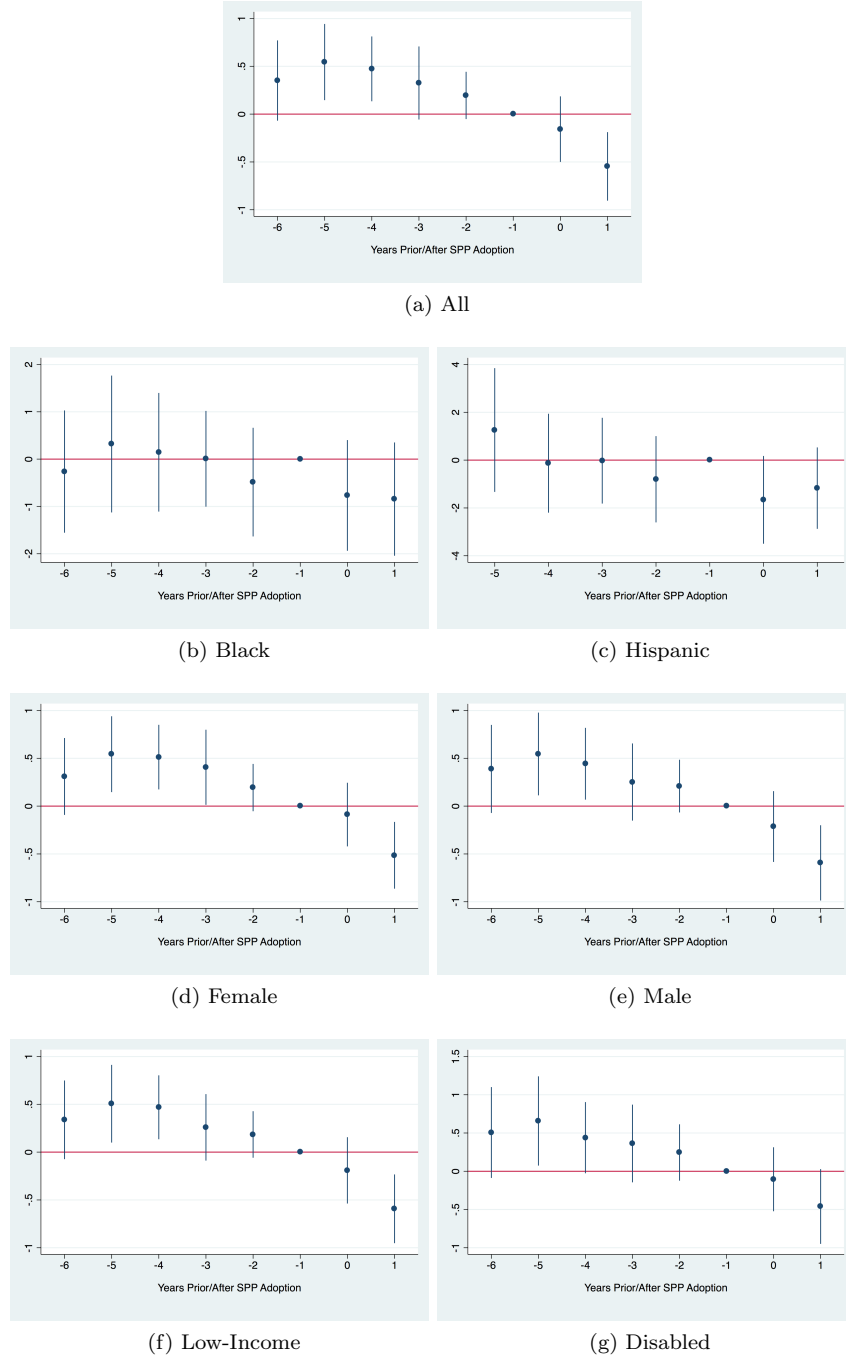 1
.5
0
-.5
-1
-6 -5 -4 -3 -2 -1 0 1
Years Prior/After SPP Adoption
(a) All
2
1
0
-1
-2
-6 -5 -4 -3 -2 -1 0 1
Years Prior/After SPP Adoption
(b) Black
4
2
0
-2
-4
-5 -4 -3 -2 -1 0 1
Years Prior/After SPP Adoption
(c) Hispanic
1
.5
0
-.5
-1
-6 -5 -4 -3 -2 -1 0 1
Years Prior/After SPP Adoption
(d) Female
1
.5
0
-.5
-1
-6 -5 -4 -3 -2 -1 0 1
Years Prior/After SPP Adoption
(e) Male
1
.5
0
-.5
-1
-6 -5 -4 -3 -2 -1 0 1
Years Prior/After SPP Adoption
(f) Low-Income
1.5
1
.5
0
-.5
-1
-6 -5 -4 -3 -2 -1 0 1
Years Prior/After SPP Adoption
(g) Disabled